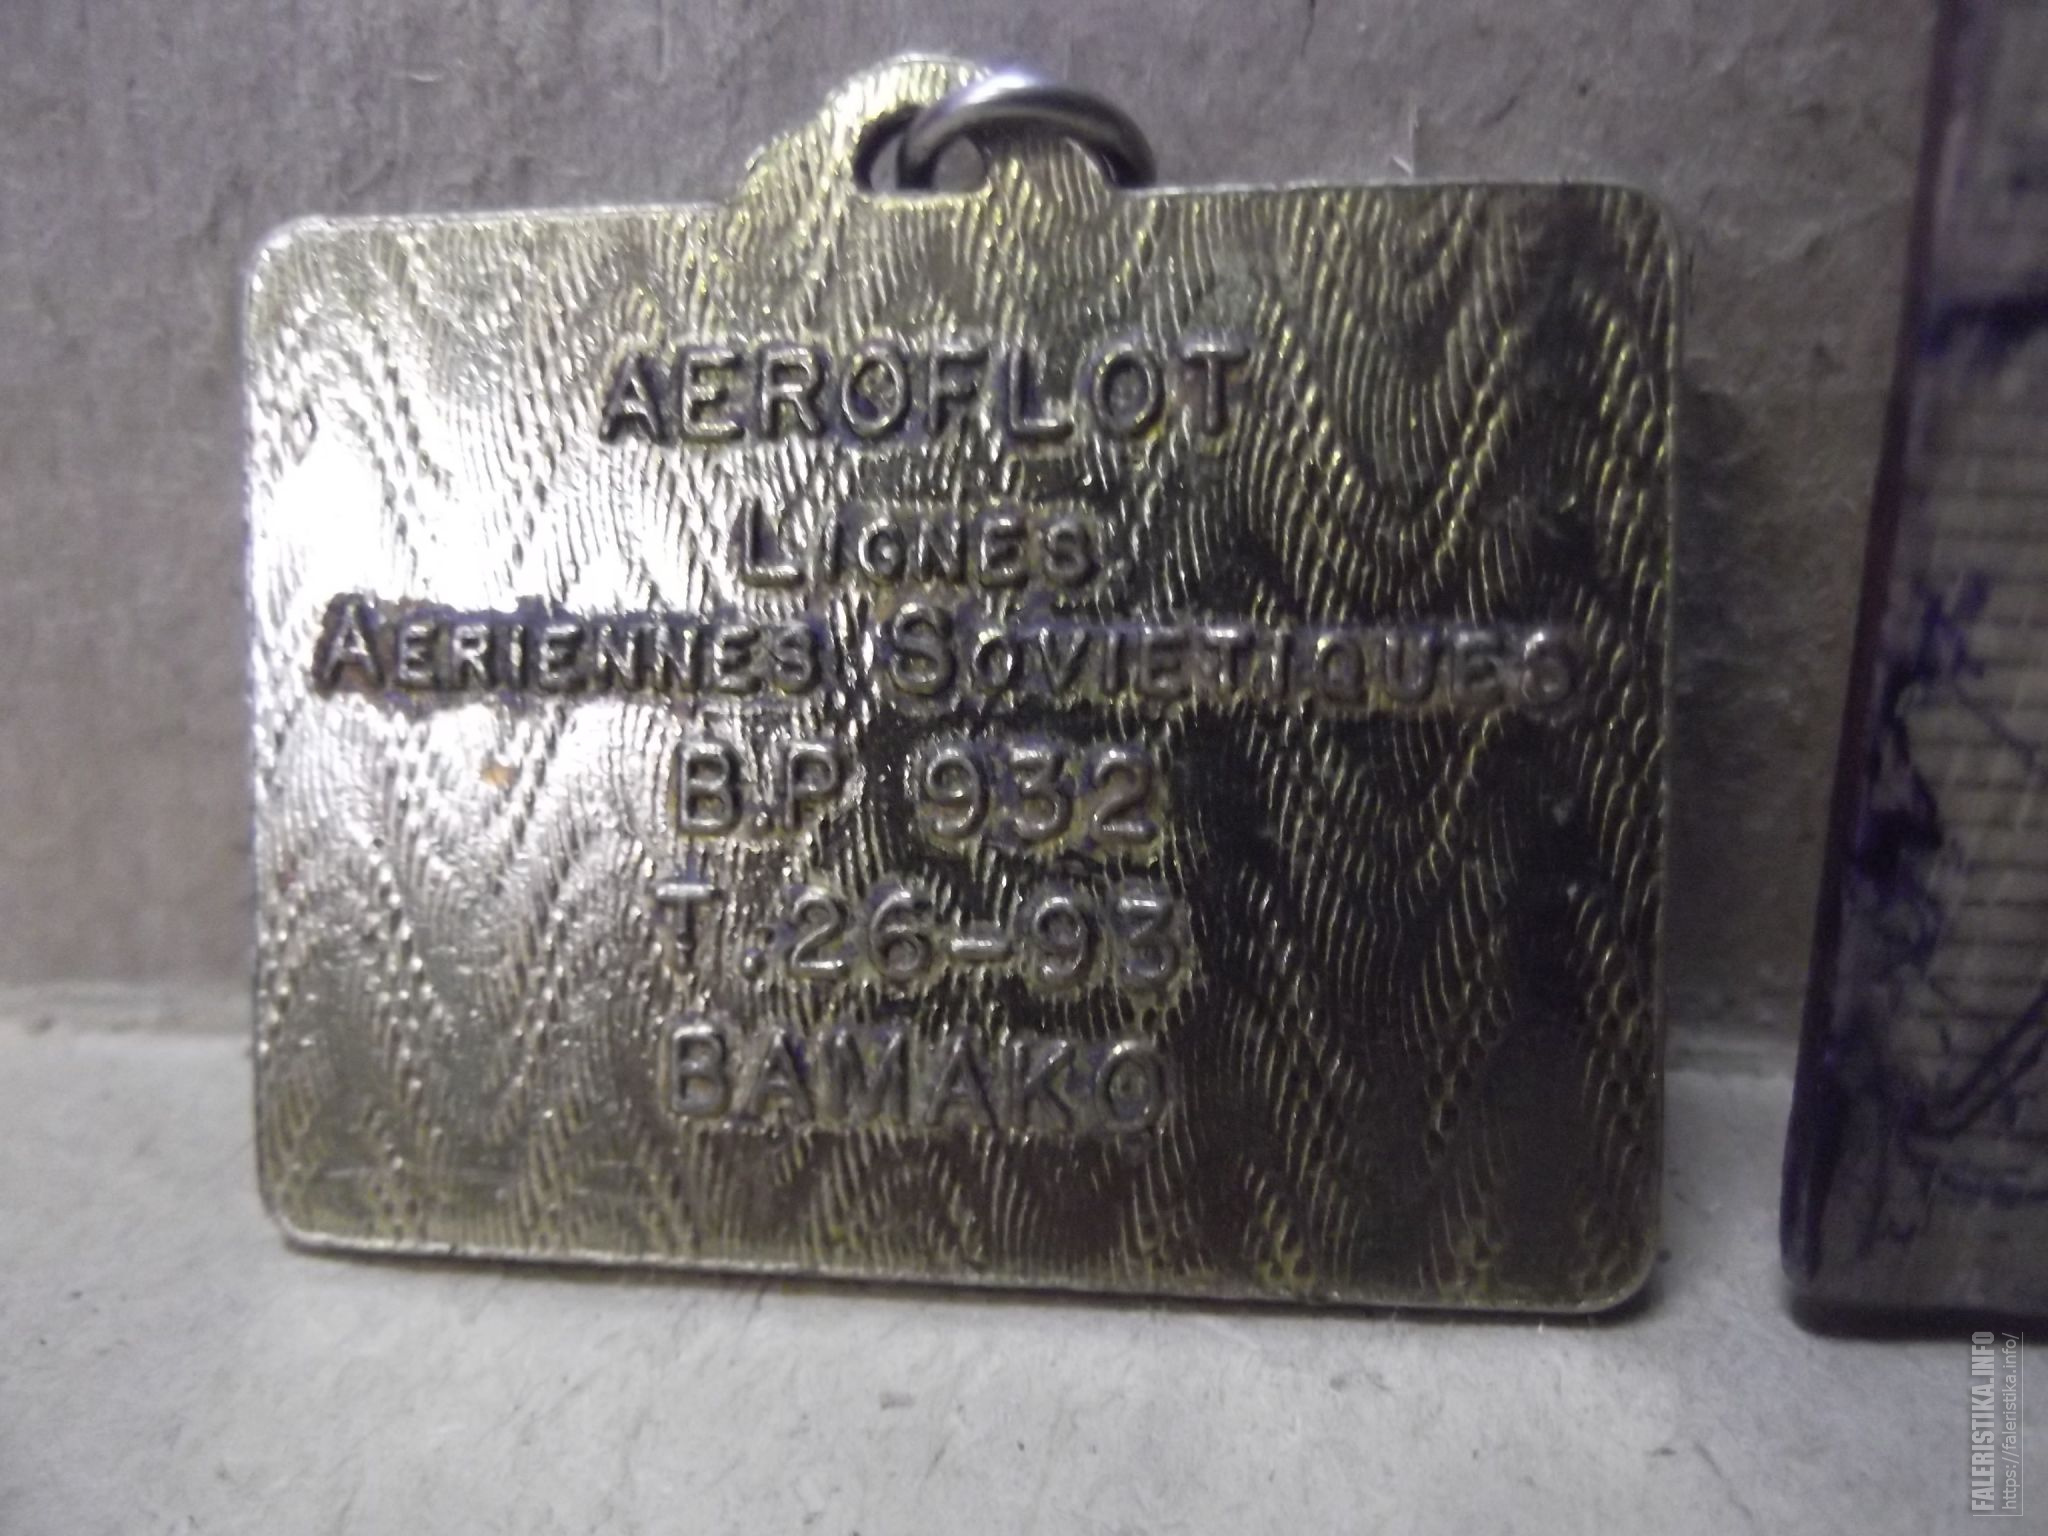 AEROFLOT
LIGNES
AERIENNES SOVIETIQUES
B.P 932
T.26-93
BAMAKO
FALERISTIKA.INFO
https://faleristika.info/